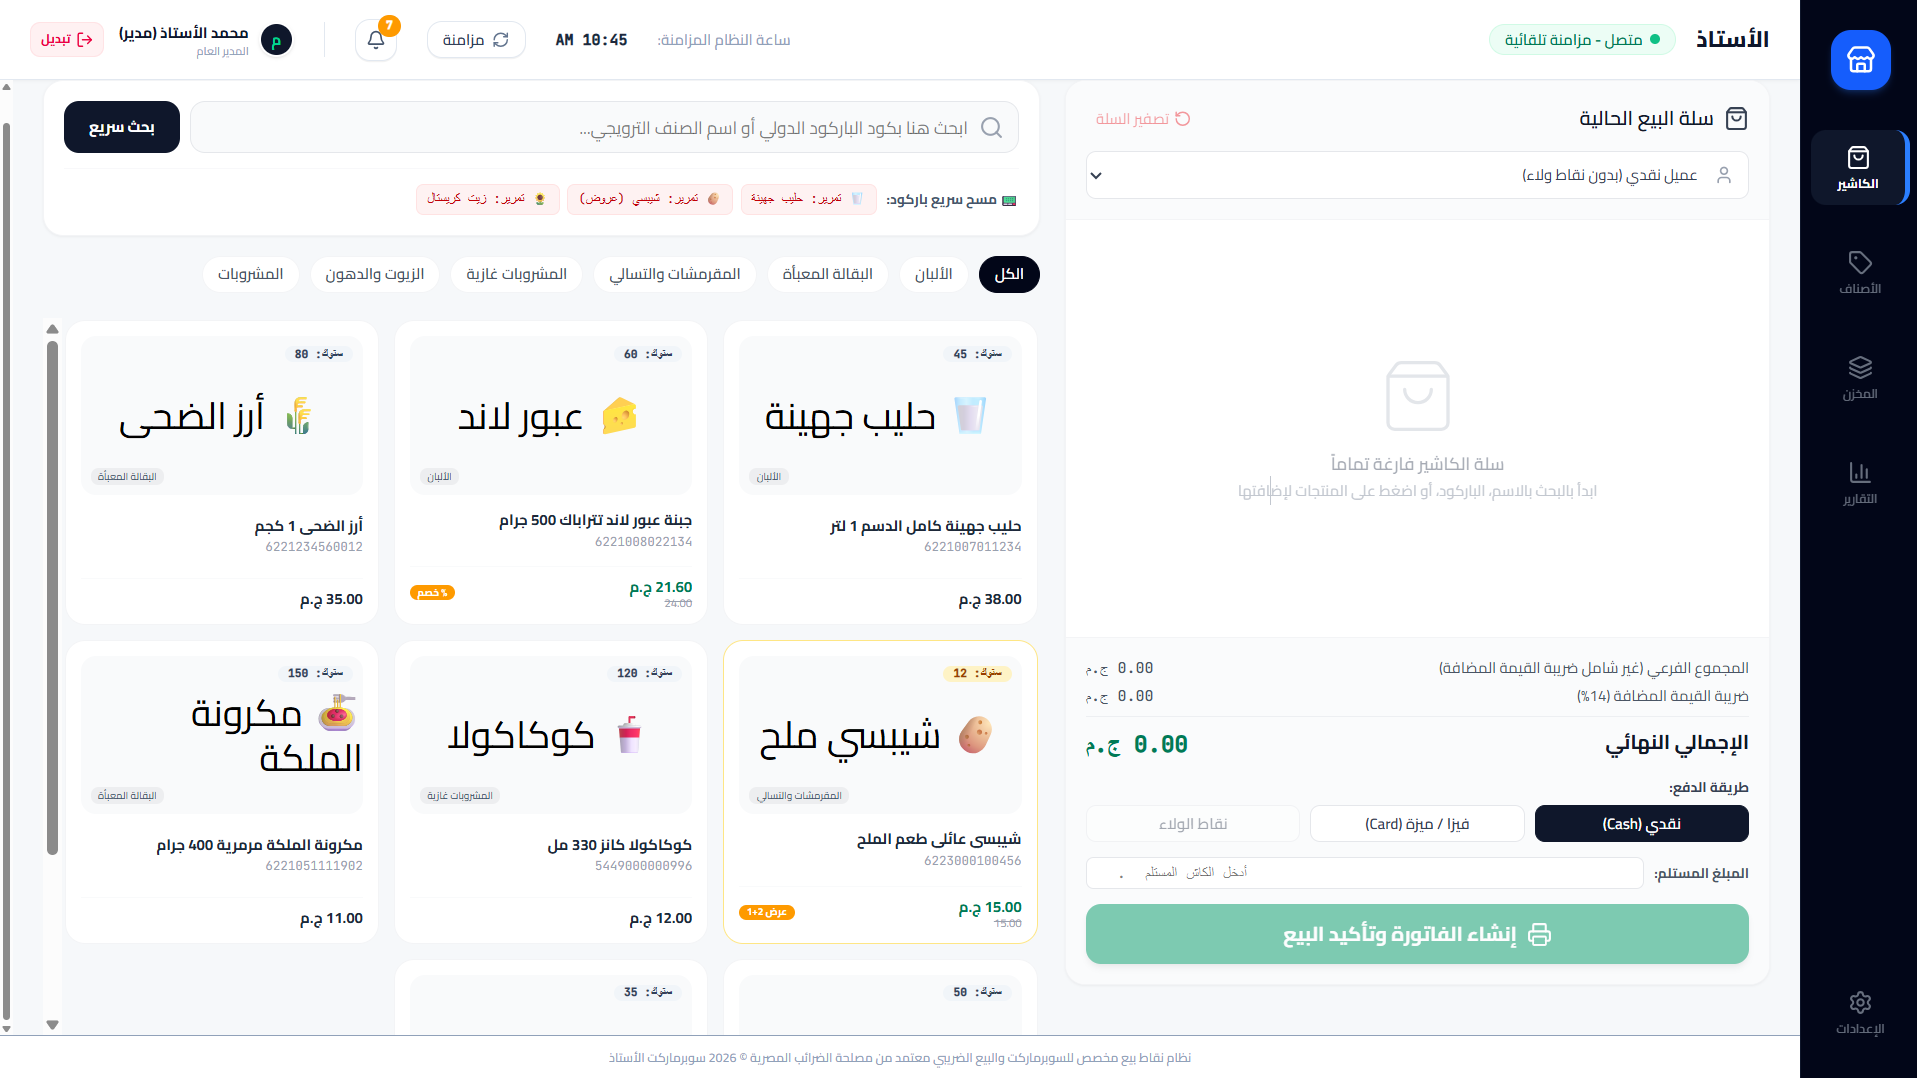 الأستاذ
متصل - مزامنة تلقائية
ساعة النظام المزامنة:
10:45 AM
مزامنة
7
م
محمد الأستاذ (مدير)
المدير العام
تبديل
الكاشير
الأصناف
المخزن
التقارير
الإعدادات
سلة البيع الحالية
تصفير السلة
عميل نقدي (بدون نقاط ولاء)
سلة الكاشير فارغة تماماً
ابدأ بالبحث بالاسم، الباركود، أو اضغط على المنتجات لإضافتها
المجموع الفرعي (غير شامل ضريبة القيمة المضافة)
0.00 ج.م
ضريبة القيمة المضافة (14%)
0.00 ج.م
الإجمالي النهائي
0.00 ج.م
طريقة الدفع:
نقدي (Cash)
فيزا / ميزة (Card)
نقاط الولاء
المبلغ المستلم:
أدخل الكاش المستلم .
إنشاء الفاتورة وتأكيد البيع
ابحث هنا بكود الباركود الدولي أو اسم الصنف الترويجي...
بحث سريع
مسح سريع باركود:
تمرير: حليب جهينة
تمرير: شيبسي (عروض)
تمرير: زيت كريستال
الكل
الألبان
البقالة المعبأة
المقرمشات والتسالي
المشروبات غازية
الزيوت والدهون
المشروبات
ستوك: 45
حليب جهينة
الألبان
حليب جهينة كامل الدسم 1 لتر
6221007011234
38.00 ج.م
ستوك: 60
عبور لاند
الألبان
جبنة عبور لاند تتراباك 500 جرام
6221008022134
21.60 ج.م
24.00
% خصم
ستوك: 80
أرز الضحى
البقالة المعبأة
أرز الضحى 1 كجم
6221234560012
35.00 ج.م
ستوك: 12
شيبسي ملح
المقرمشات والتسالي
شيبسى عائلى طعم الملح
6223000100456
15.00 ج.م
15.00
عرض 2+1
ستوك: 120
كوكاكولا
المشروبات غازية
كوكاكولا كانز 330 مل
5449000000996
12.00 ج.م
ستوك: 150
مكرونة
الملكة
البقالة المعبأة
مكرونة الملكة مرمرية 400 جرام
6221051111902
11.00 ج.م
ستوك: 50
ستوك: 35
نظام نقاط بيع مخصص للسوبرماركت والبيع الضريبي معتمد من مصلحة الضرائب المصرية © 2026 سوبرماركت الأستاذ